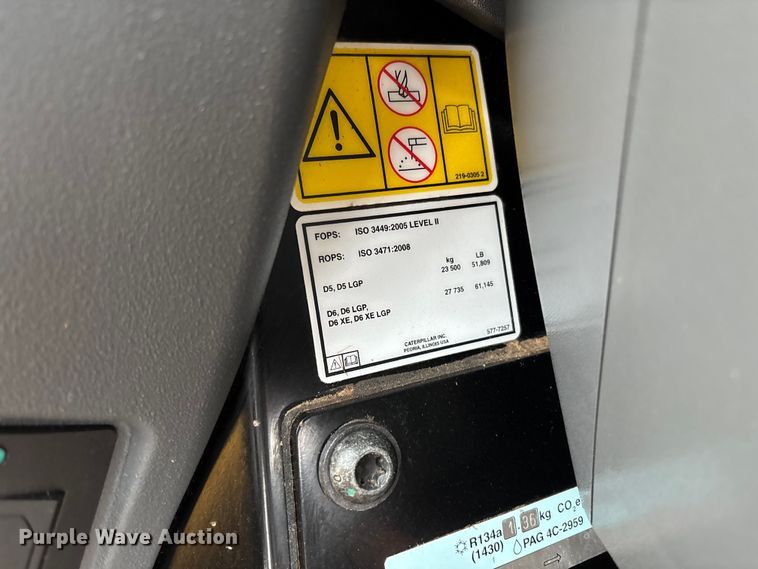 219-0305 2
FOPS: ISO 3449:2005 LEVEL II
ROPS: ISO 3471:2008
kg LB
D5, D5 LGP 23 500 51,809
D6, D6 LGP, 27 735 61,145
D6 XE, D6 XE LGP
CATERPILLAR INC.
PEORIA, ILLINOIS USA
577-7257
R134a 1.36 kg CO2e
(1430) PAG 4C-2959
Purple Wave Auction